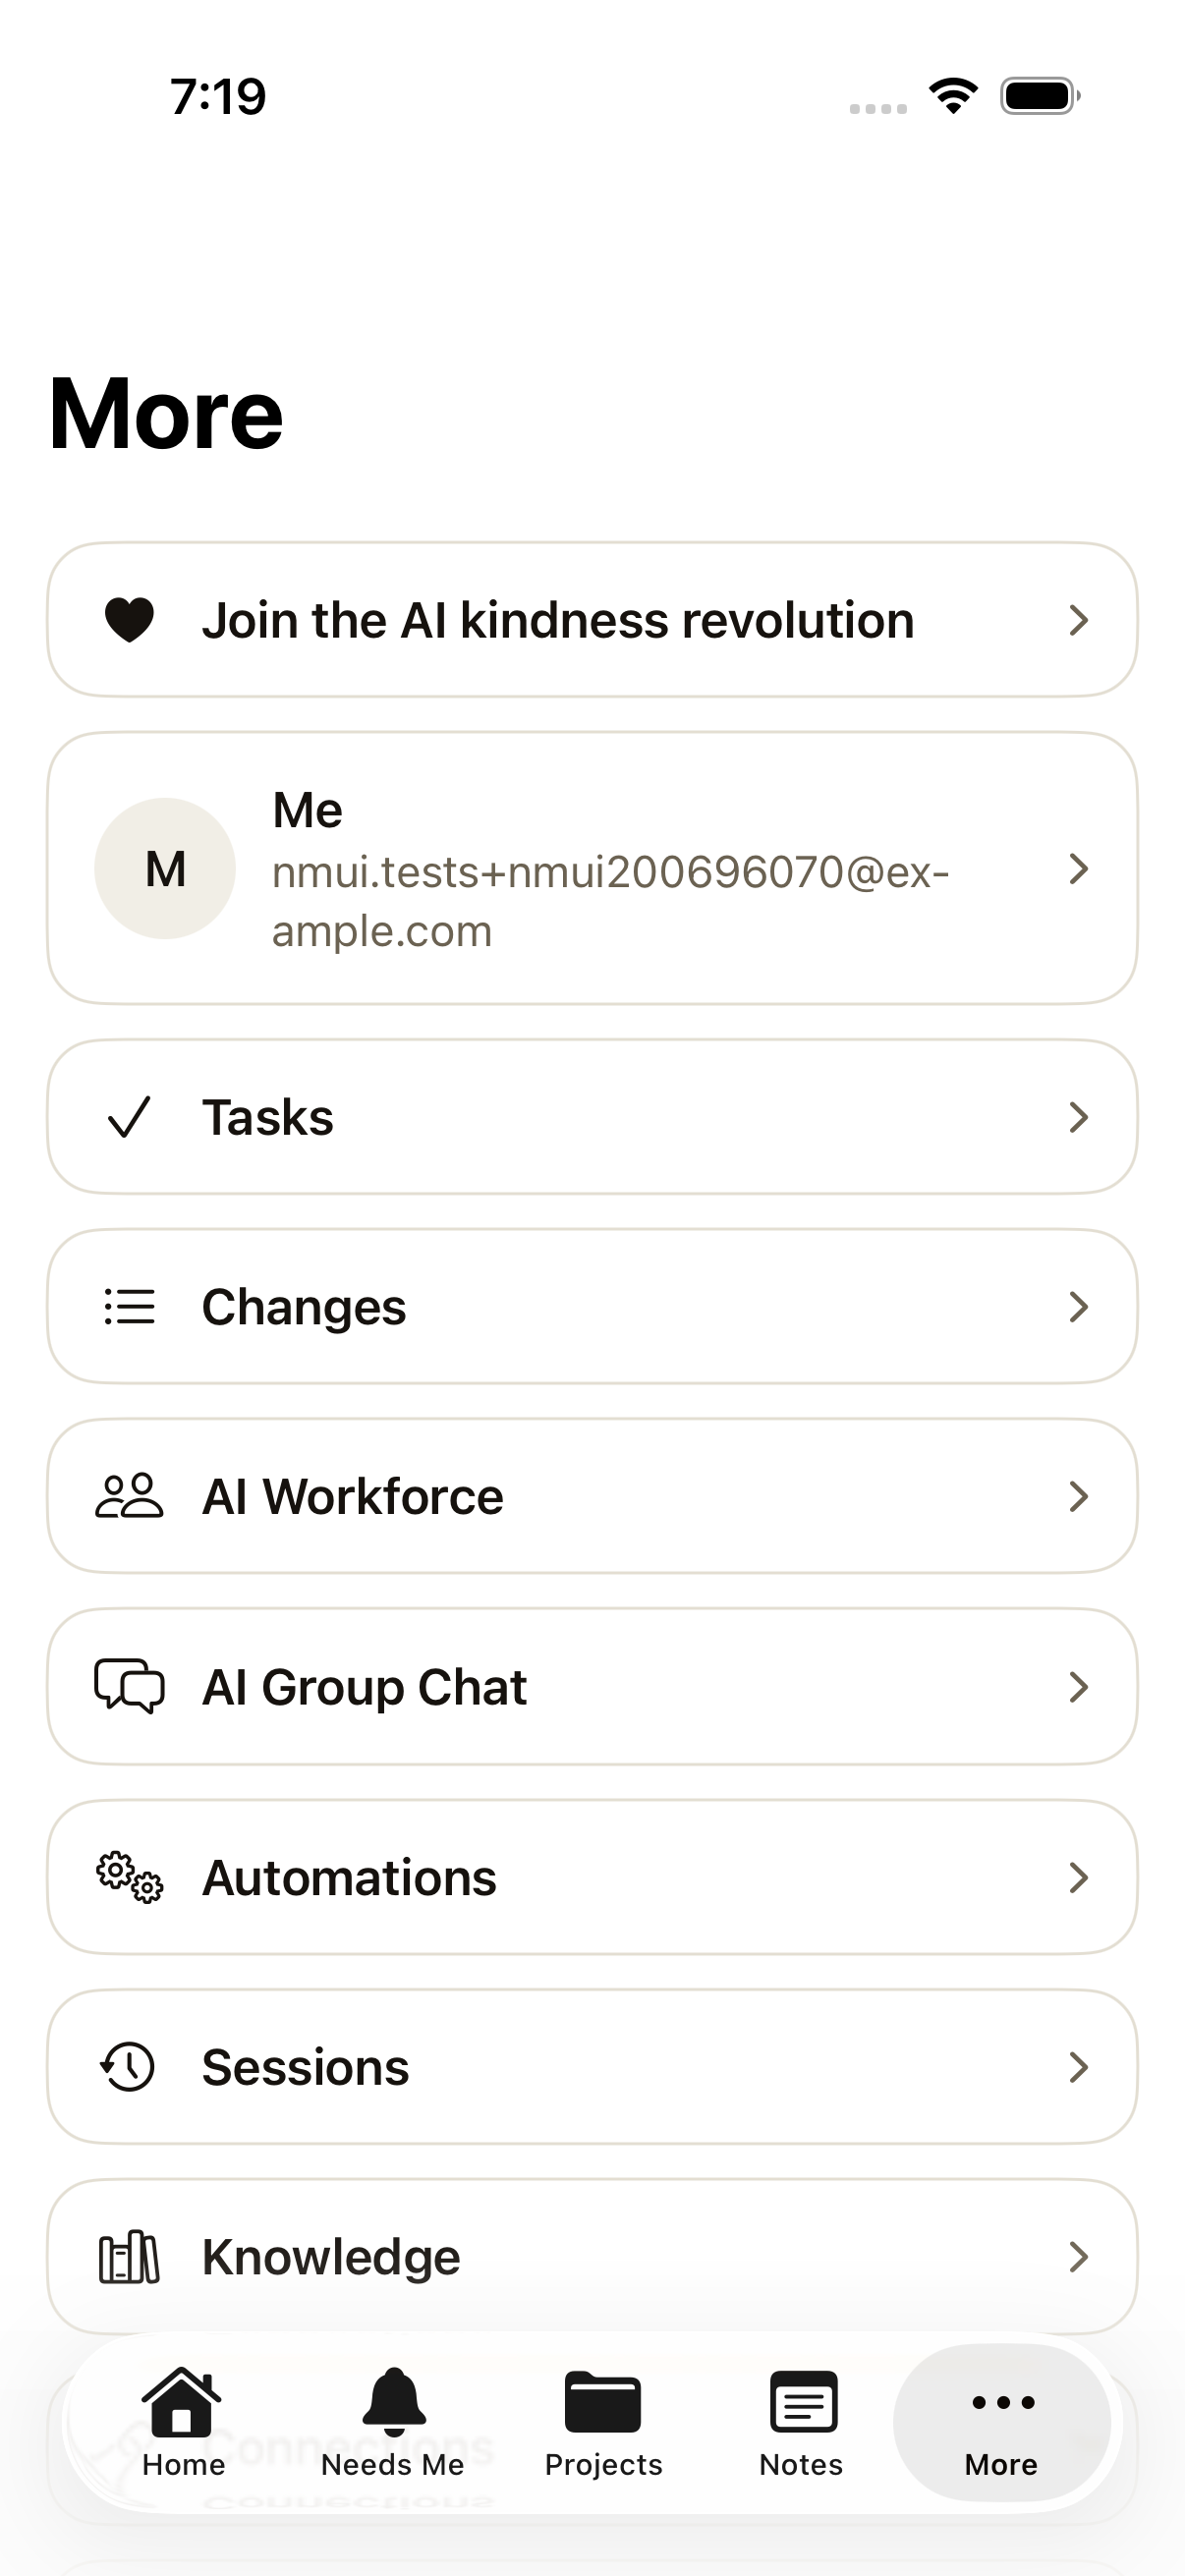 7:19
More
Join the AI kindness revolution
M
Me
nmui.tests+nmui200696070@ex-
ample.com
Tasks
Changes
AI Workforce
AI Group Chat
Automations
Sessions
Knowledge
Connections
Home
Needs Me
Projects
Notes
More